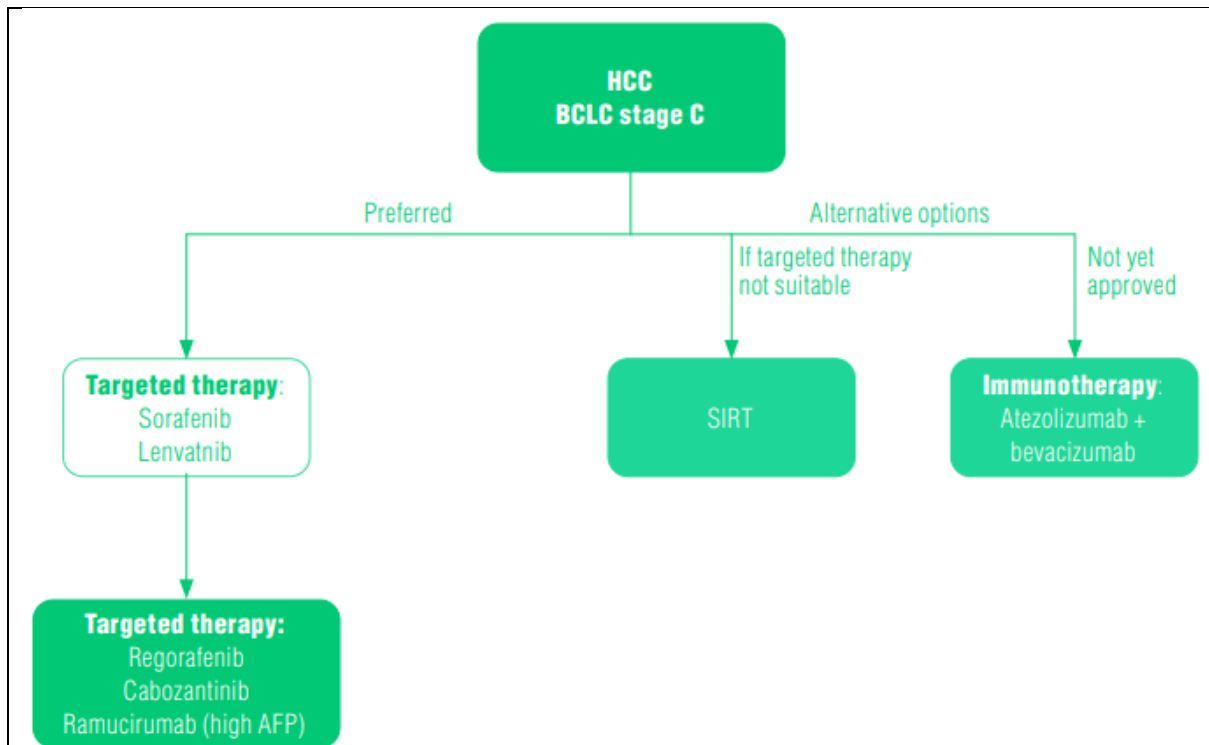 HCC
BCLC stage C
Preferred
Alternative options
If targeted therapy
not suitable
Not yet
approved
Targeted therapy:
Sorafenib
Lenvatnib
SIRT
Immunotherapy:
Atezolizumab +
bevacizumab
Targeted therapy:
Regorafenib
Cabozantinib
Ramucirumab (high AFP)